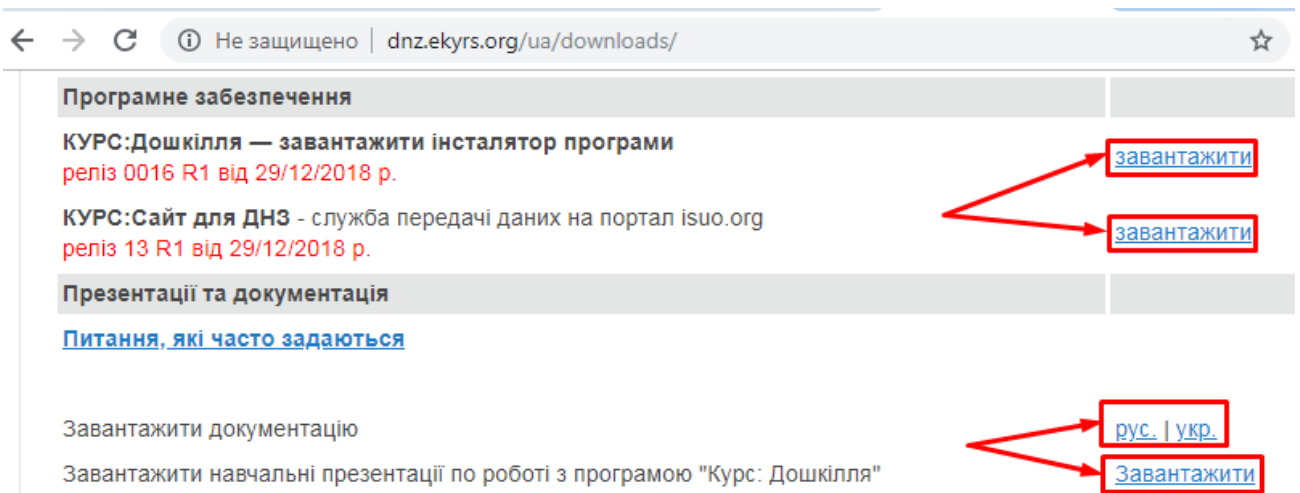 Не защищено | dnz.ekyrs.org/ua/downloads/
Програмне забезпечення
КУРС:Дошкілля — завантажити інсталятор програми
завантажити
реліз 0016 R1 від 29/12/2018 р.
КУРС:Сайт для ДНЗ - служба передачі даних на портал isuo.org
завантажити
реліз 13 R1 від 29/12/2018 р.
Презентації та документація
Питання, які часто задаються
Завантажити документацію рус. | укр.
Завантажити навчальні презентації по роботі з програмою "Курс: Дошкілля" Завантажити